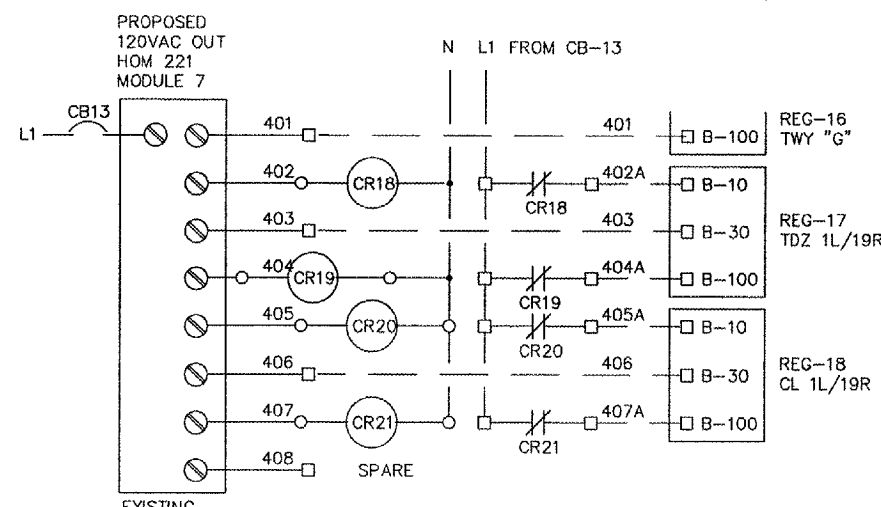 PROPOSED
120VAC OUT
HOM 221
MODULE 7
N L1 FROM CB-13
CB13
L1
401 401 B-100 REG-16
TWY "G"
402 CR18 CR18 402A B-10
403 403 B-30 REG-17
TDZ 1L/19R
404 CR19 CR19 404A B-100
405 CR20 CR20 405A B-10
406 406 B-30 REG-18
CL 1L/19R
407 CR21 CR21 407A B-100
408 SPARE
EXISTING